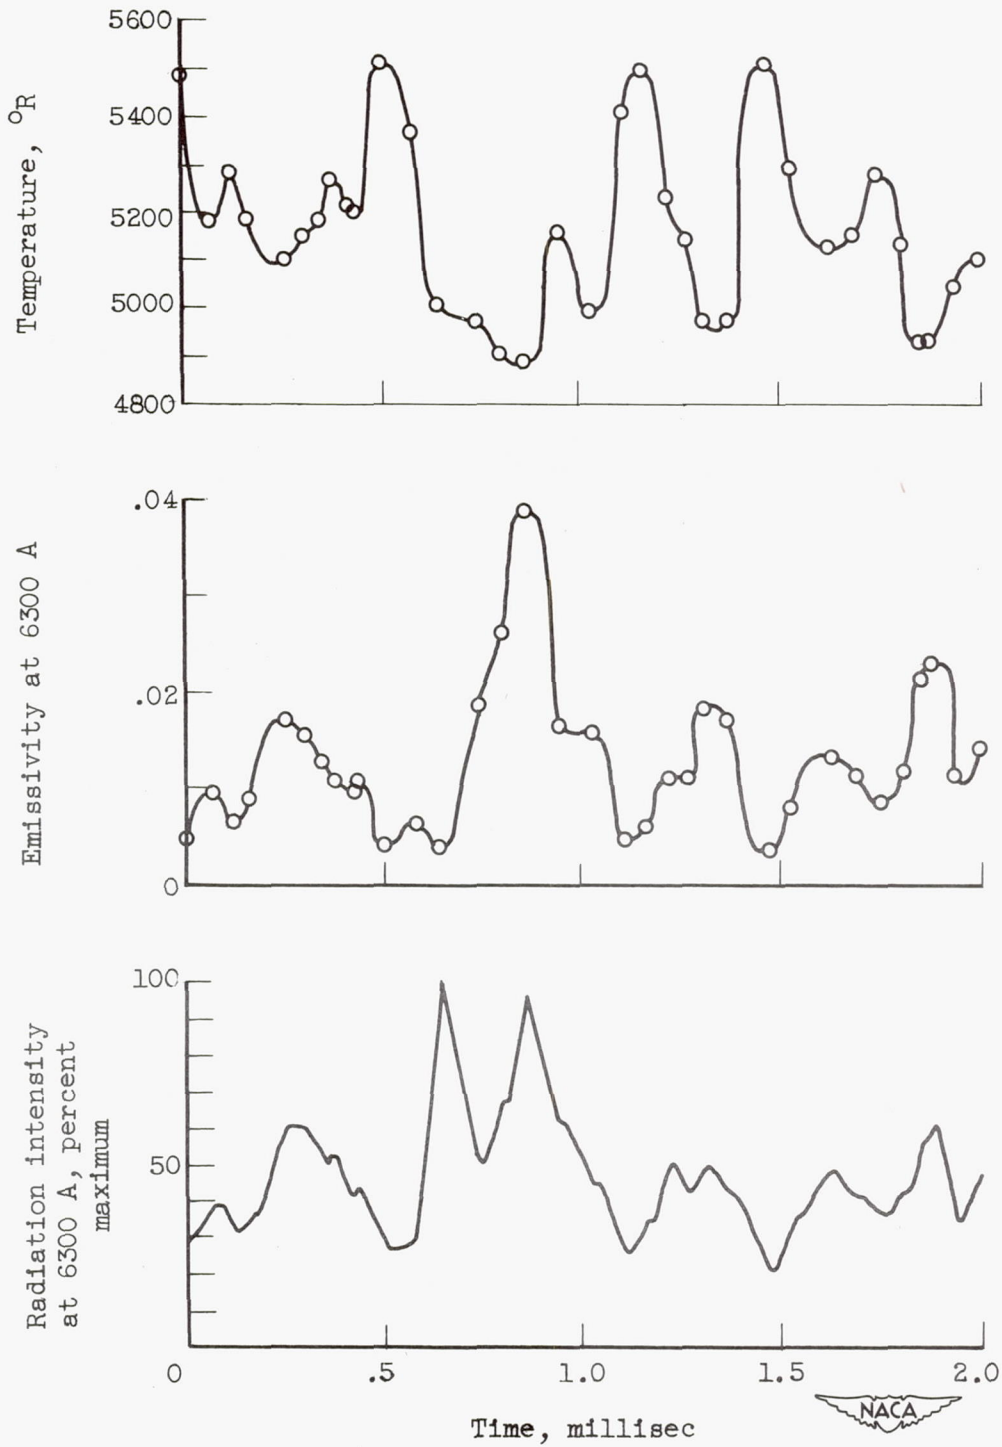 5600
5400
5200
5000
4800
Temperature, °R
.04
.02
0
Emissivity at 6300 A
100
50
0
Radiation intensity
at 6300 A, percent
maximum
.5
1.0
1.5
2.0
Time, millisec
NACA